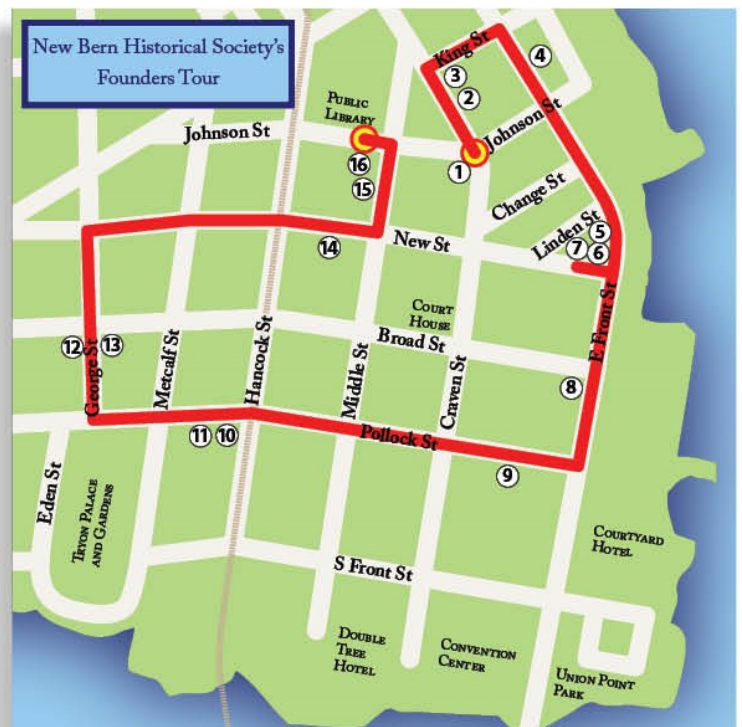 New Bern Historical Society's
Founders Tour
King St
4
3
2
Public
Library
Johnson St
Johnson St
1
16
15
Change St
Linden St
5
7
6
14
New St
Court
House
Broad St
E Front St
12
13
George St
Metcalf St
Hancock St
Middle St
Craven St
8
11
10
Pollock St
9
Eden St
Tryon Palace
and Gardens
Courtyard
Hotel
S Front St
Double
Tree
Hotel
Convention
Center
Union Point
Park